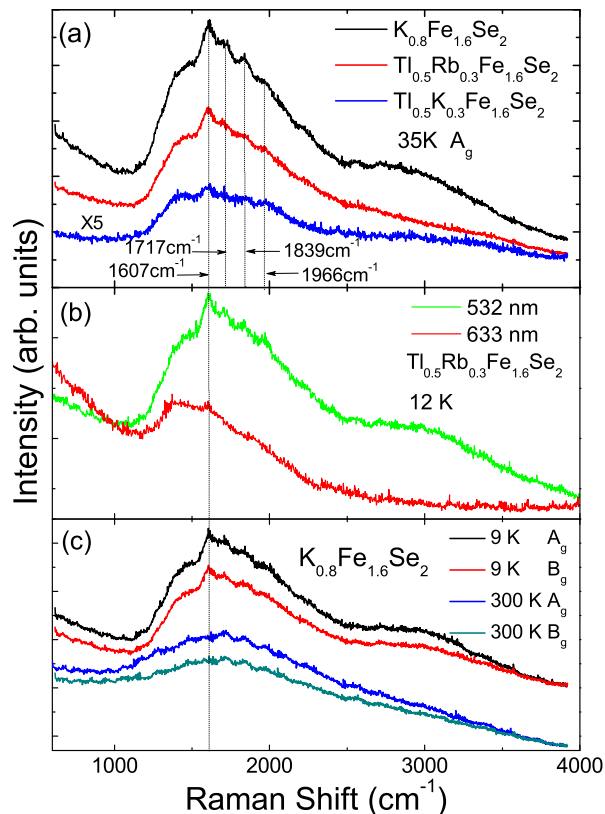 (a)
K0.8Fe1.6Se2
Tl0.5Rb0.3Fe1.6Se2
Tl0.5K0.3Fe1.6Se2
35K Ag
X5
1717cm-1
1839cm-1
1607cm-1
1966cm-1
(b)
532 nm
633 nm
Tl0.5Rb0.3Fe1.6Se2
12 K
(c)
K0.8Fe1.6Se2
9 K Ag
9 K Bg
300 K Ag
300 K Bg
Intensity (arb. units)
1000 2000 3000 4000
Raman Shift (cm-1)